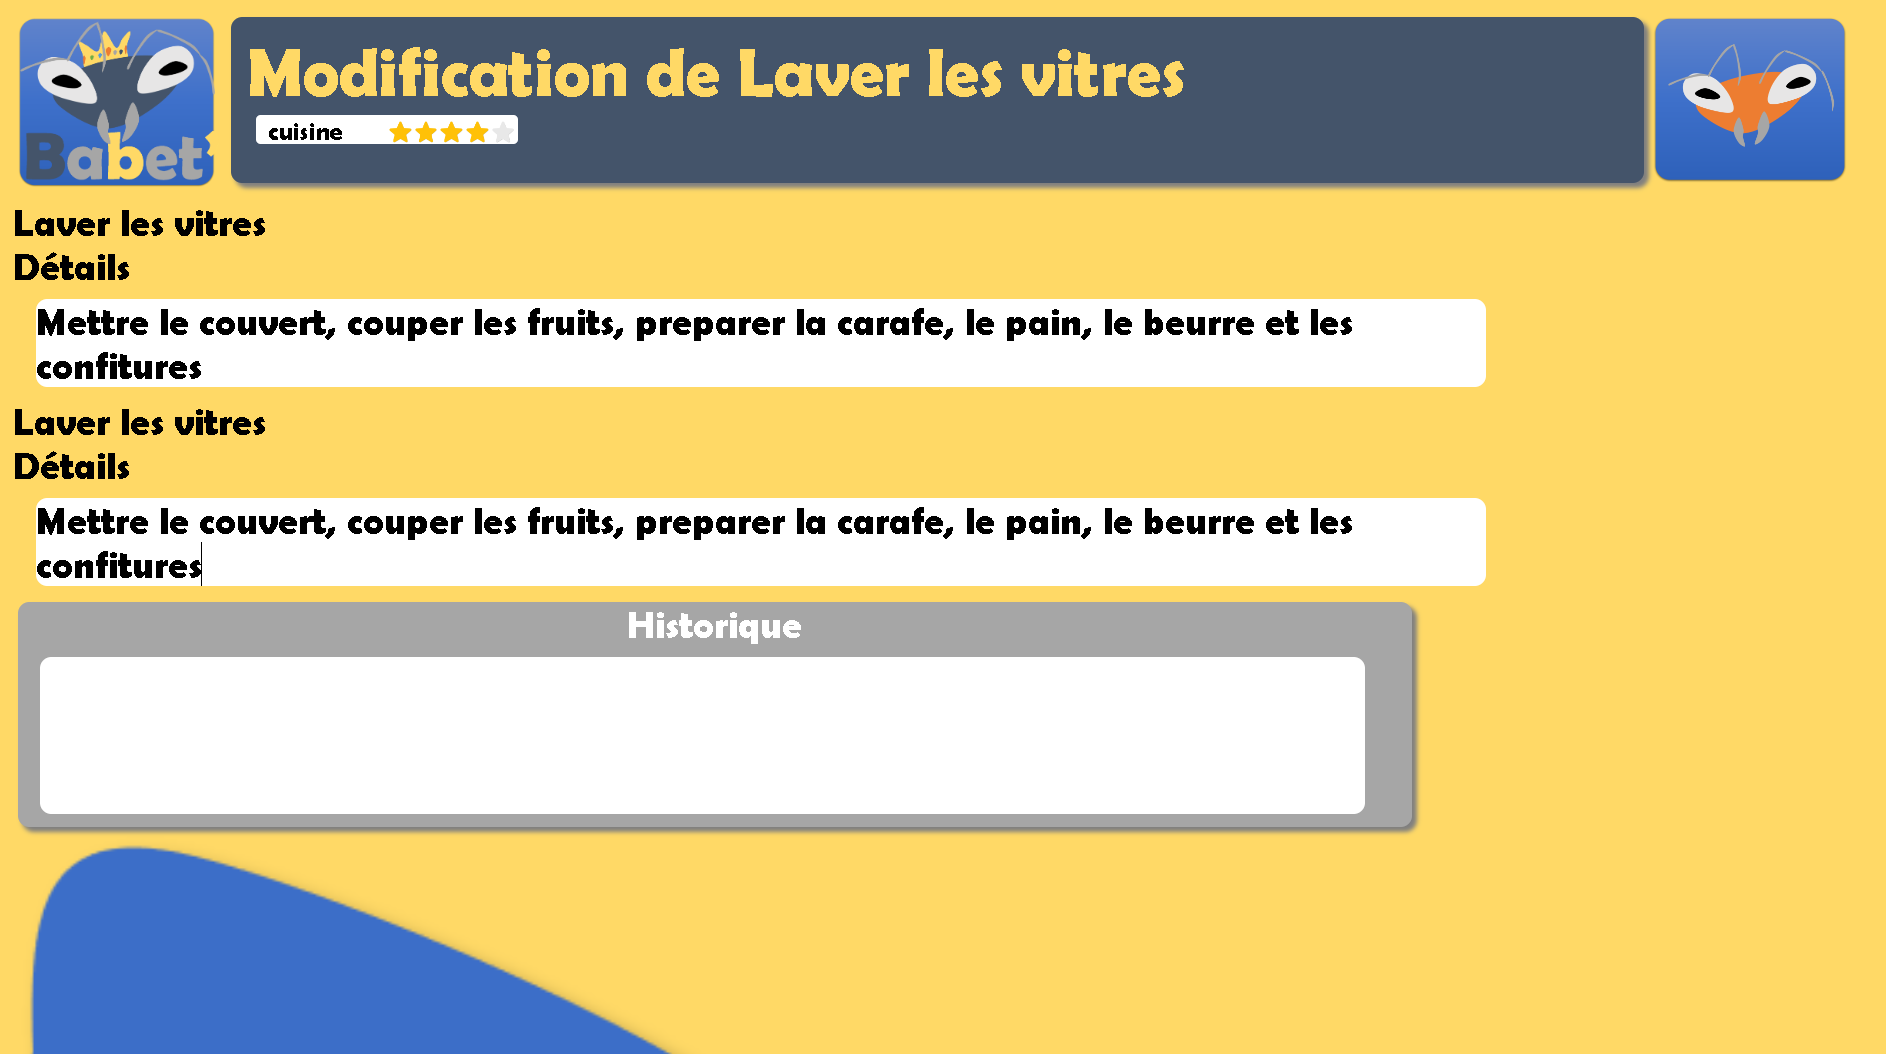 Babet'
Modification de Laver les vitres
cuisine
Laver les vitres
Détails
Mettre le couvert, couper les fruits, preparer la carafe, le pain, le beurre et les
confitures
Laver les vitres
Détails
Mettre le couvert, couper les fruits, preparer la carafe, le pain, le beurre et les
confitures
Historique